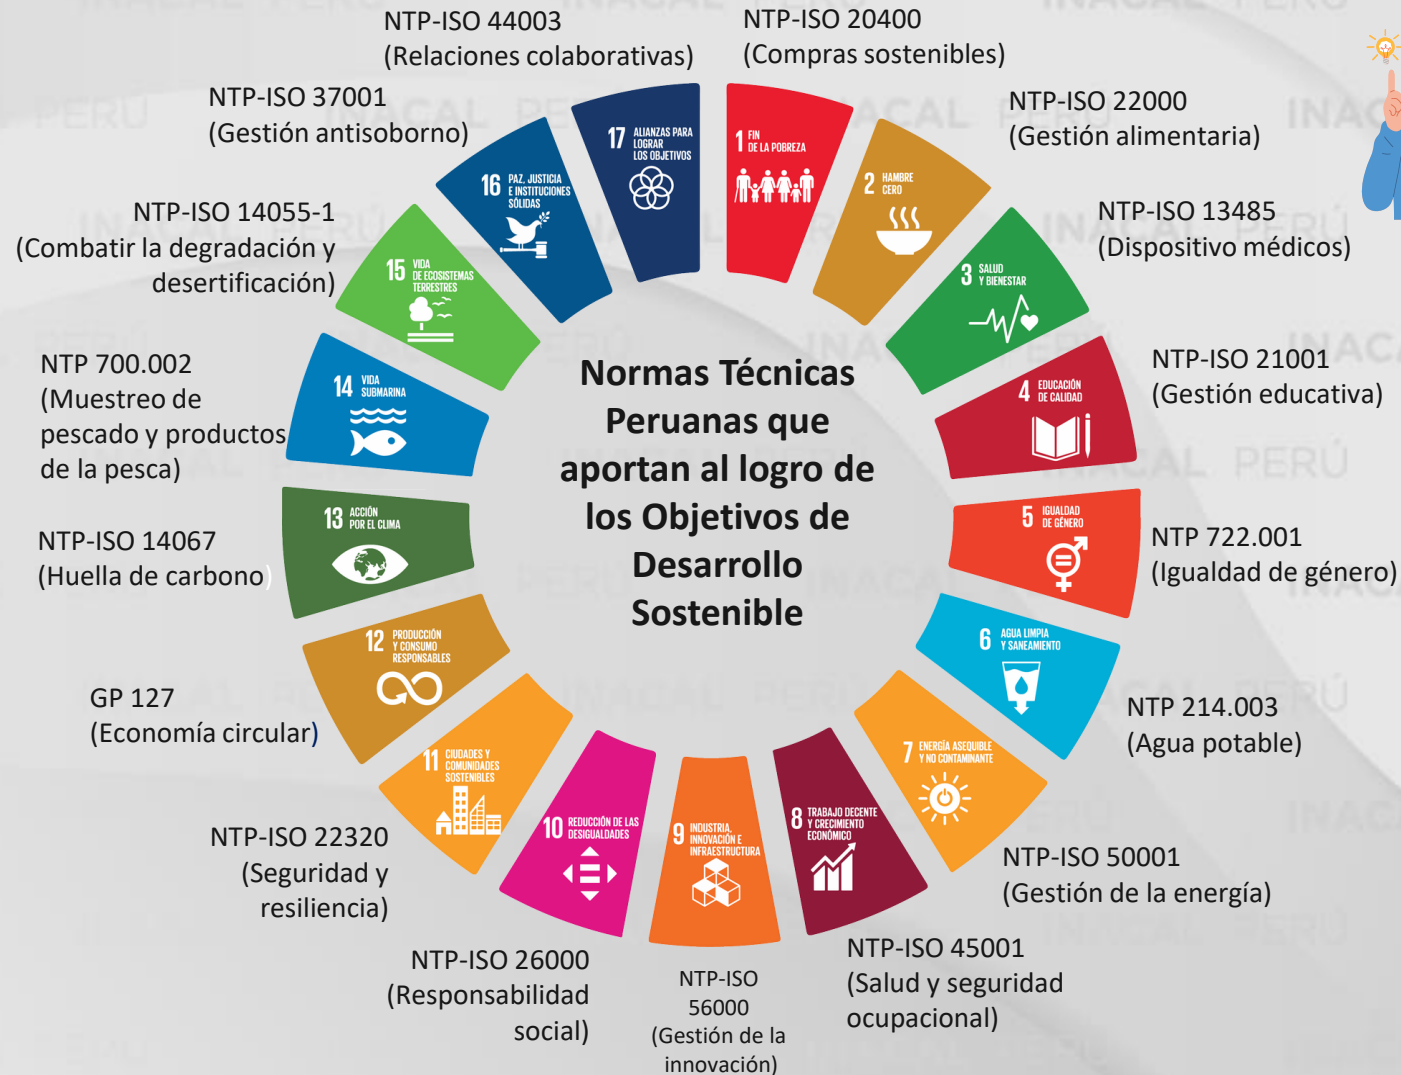 NTP-ISO 44003
(Relaciones colaborativas)
NTP-ISO 20400
(Compras sostenibles)
NTP-ISO 37001
(Gestión antisoborno)
NTP-ISO 22000
(Gestión alimentaria)
NTP-ISO 14055-1
(Combatir la degradación y
desertificación)
NTP-ISO 13485
(Dispositivo médicos)
NTP 700.002
(Muestreo de
pescado y productos
de la pesca)
NTP-ISO 21001
(Gestión educativa)
NTP-ISO 14067
(Huella de carbono)
NTP 722.001
(Igualdad de género)
GP 127
(Economía circular)
NTP 214.003
(Agua potable)
NTP-ISO 22320
(Seguridad y
resiliencia)
NTP-ISO 50001
(Gestión de la energía)
NTP-ISO 26000
(Responsabilidad
social)
NTP-ISO
56000
(Gestión de la
innovación)
NTP-ISO 45001
(Salud y seguridad
ocupacional)
1 FIN
DE LA POBREZA
2 HAMBRE
CERO
3 SALUD
Y BIENESTAR
4 EDUCACIÓN
DE CALIDAD
5 IGUALDAD
DE GÉNERO
6 AGUA LIMPIA
Y SANEAMIENTO
7 ENERGÍA ASEQUIBLE
Y NO CONTAMINANTE
8 TRABAJO DECENTE
Y CRECIMIENTO
ECONÓMICO
9 INDUSTRIA,
INNOVACIÓN E
INFRAESTRUCTURA
10 REDUCCIÓN DE LAS
DESIGUALDADES
11 CIUDADES Y
COMUNIDADES
SOSTENIBLES
12 PRODUCCIÓN
Y CONSUMO
RESPONSABLES
13 ACCIÓN
POR EL CLIMA
14 VIDA
SUBMARINA
15 VIDA
DE ECOSISTEMAS
TERRESTRES
16 PAZ, JUSTICIA
E INSTITUCIONES
SÓLIDAS
17 ALIANZAS PARA
LOGRAR
LOS OBJETIVOS
Normas Técnicas
Peruanas que
aportan al logro de
los Objetivos de
Desarrollo
Sostenible
INACAL PERÚ